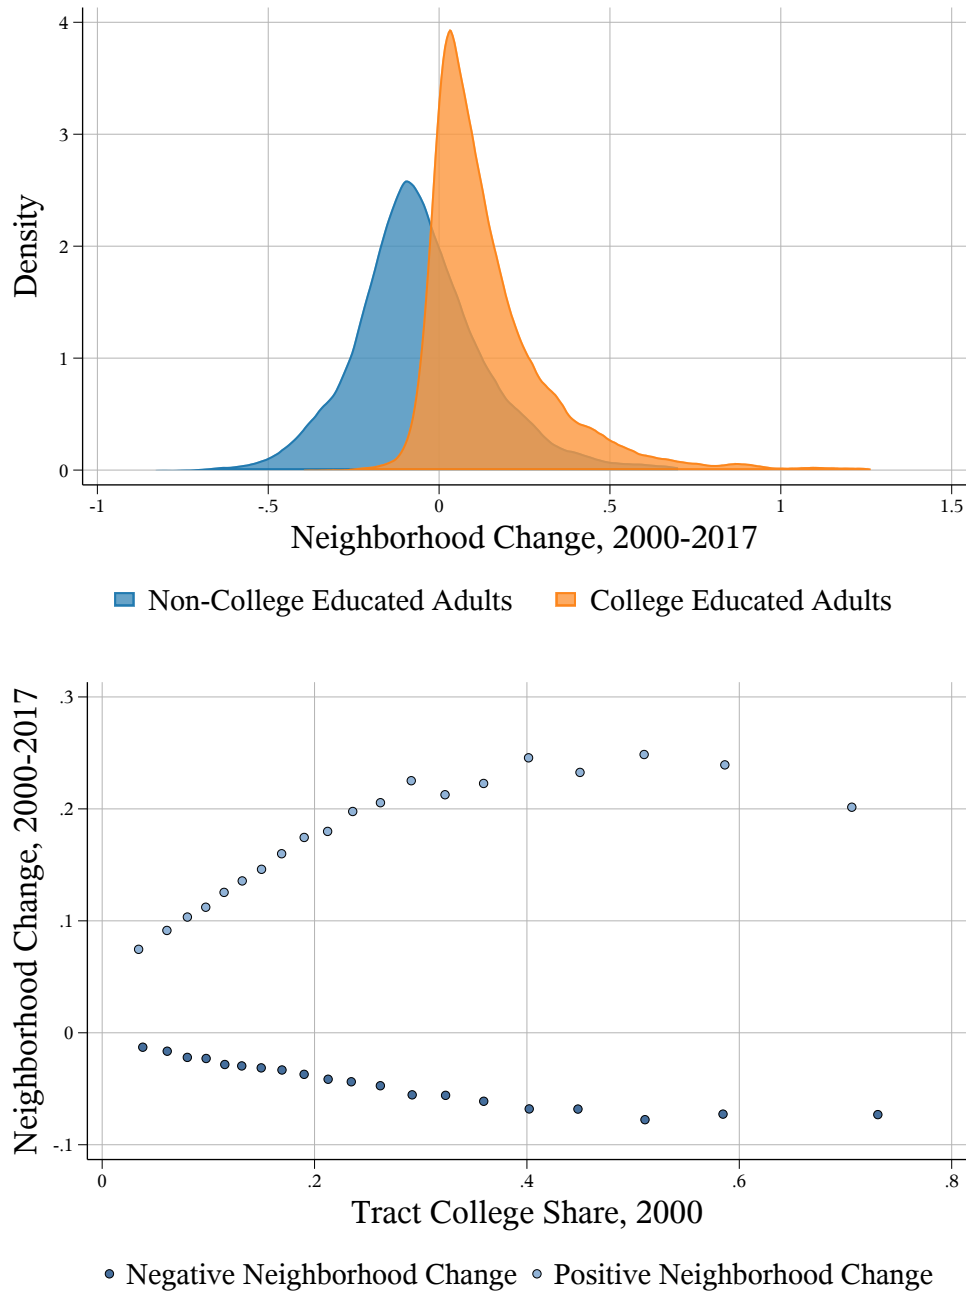 4
3
2
1
0
Density
-1
-.5
0
.5
1
1.5
Neighborhood Change, 2000-2017
Non-College Educated Adults
College Educated Adults
.3
.2
.1
0
-.1
Neighborhood Change, 2000-2017
0
.2
.4
.6
.8
Tract College Share, 2000
Negative Neighborhood Change
Positive Neighborhood Change